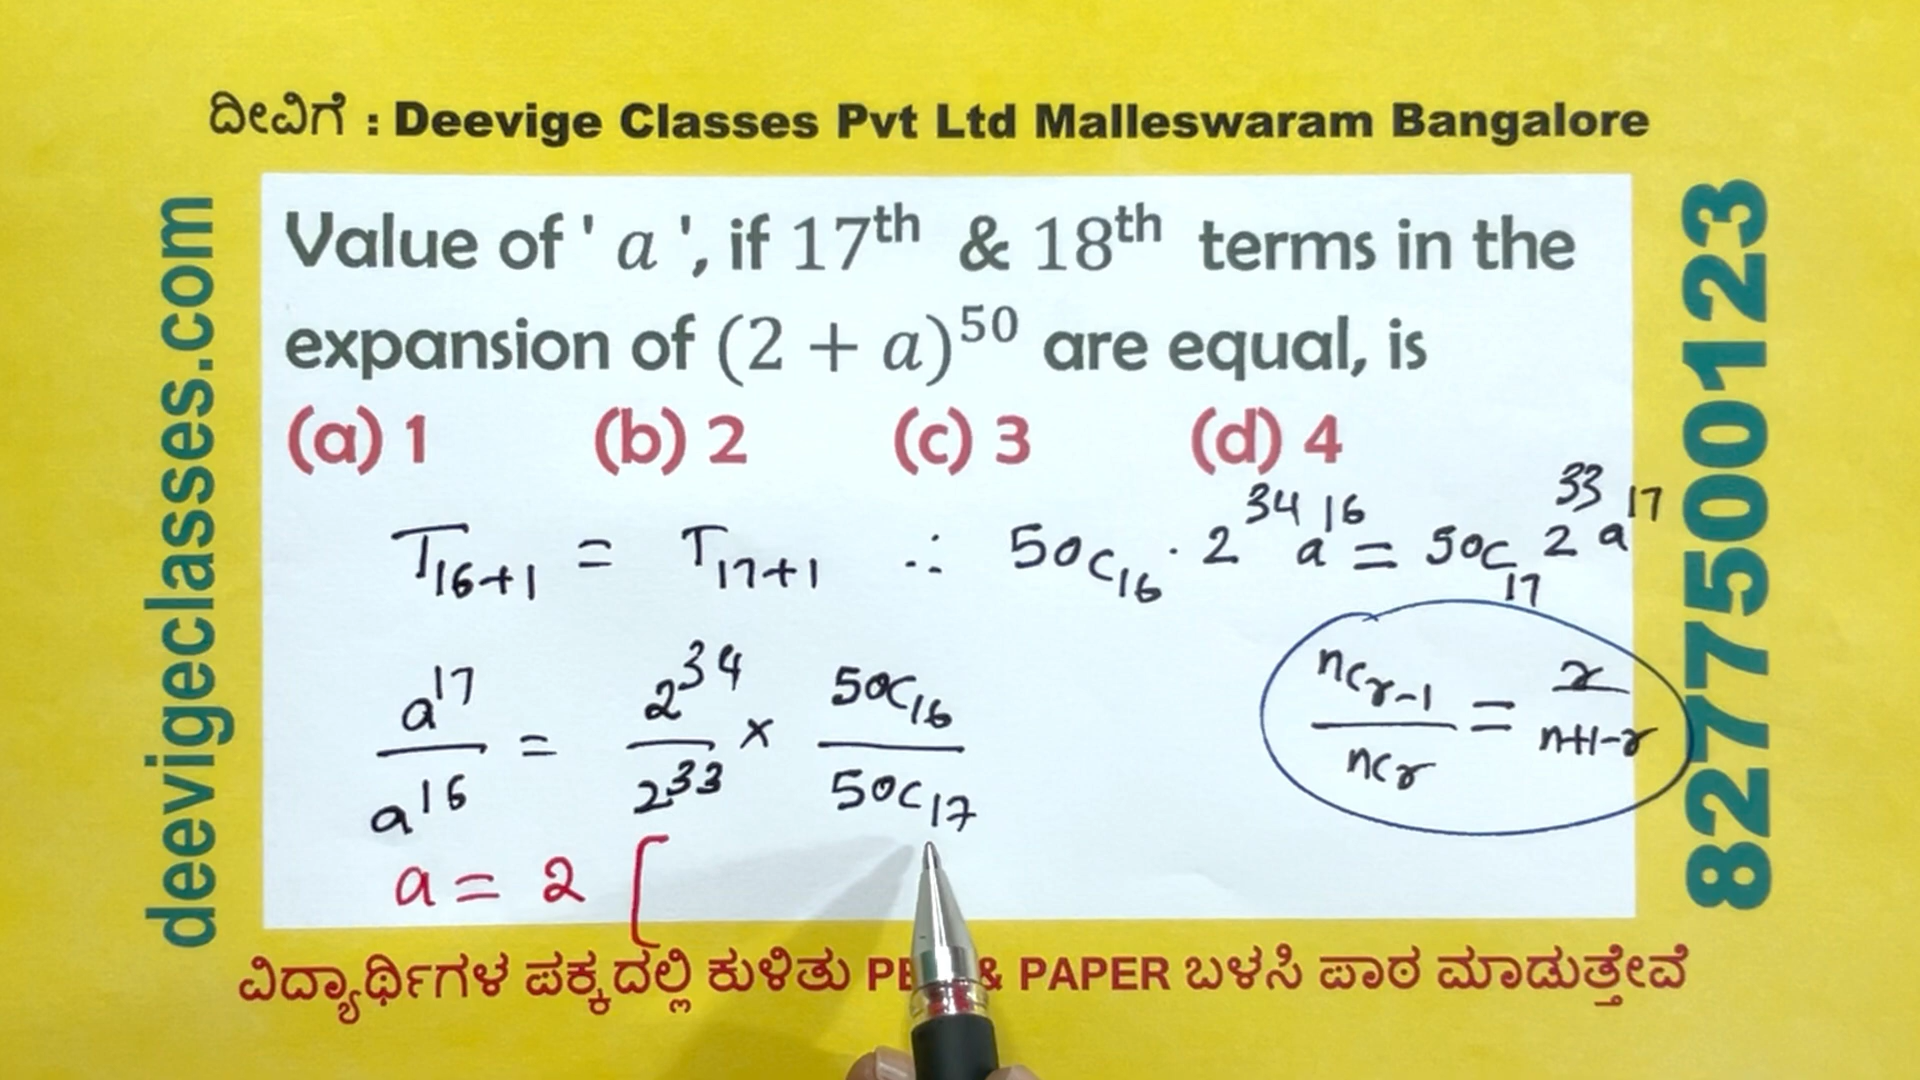 ದೀವಿಗೆ : Deevige Classes Pvt Ltd Malleswaram Bangalore
deevigeclasses.com
Value of ' a ', if 17th & 18th terms in the
expansion of (2 + a)^50 are equal, is
(a) 1 (b) 2 (c) 3 (d) 4
T16+1 = T17+1 ∴ 50C16 · 2^34 a^16 = 50C17 2^33 a^17
a^17/a^16 = 2^34/2^33 × 50C16/50C17
nCr-1/nCr = r/n+1-r
a = 2 [
8277500123
ವಿದ್ಯಾರ್ಥಿಗಳ ಪಕ್ಕದಲ್ಲಿ ಕುಳಿತು & PAPER ಬಳಸಿ ಪಾಠ ಮಾಡುತ್ತೇವೆ